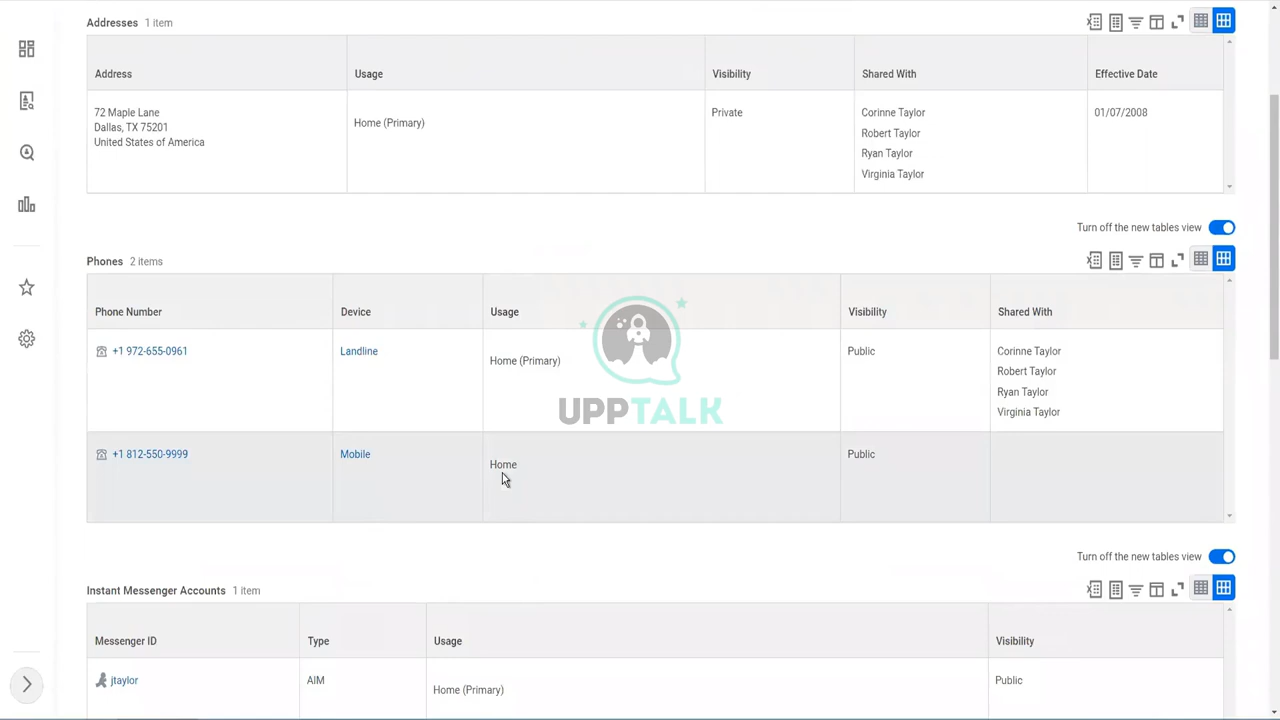 Addresses 1 item
Address Usage Visibility Shared With Effective Date
72 Maple Lane
Dallas, TX 75201
United States of America
Home (Primary)
Private
Corinne Taylor
Robert Taylor
Ryan Taylor
Virginia Taylor
01/07/2008
Turn off the new tables view
Phones 2 items
Phone Number Device Usage Visibility Shared With
+1 972-655-0961 Landline Home (Primary) Public
Corinne Taylor
Robert Taylor
Ryan Taylor
Virginia Taylor
UPPTALK
+1 812-550-9999 Mobile Home Public
Turn off the new tables view
Instant Messenger Accounts 1 item
Messenger ID Type Usage Visibility
jtaylor AIM Home (Primary) Public